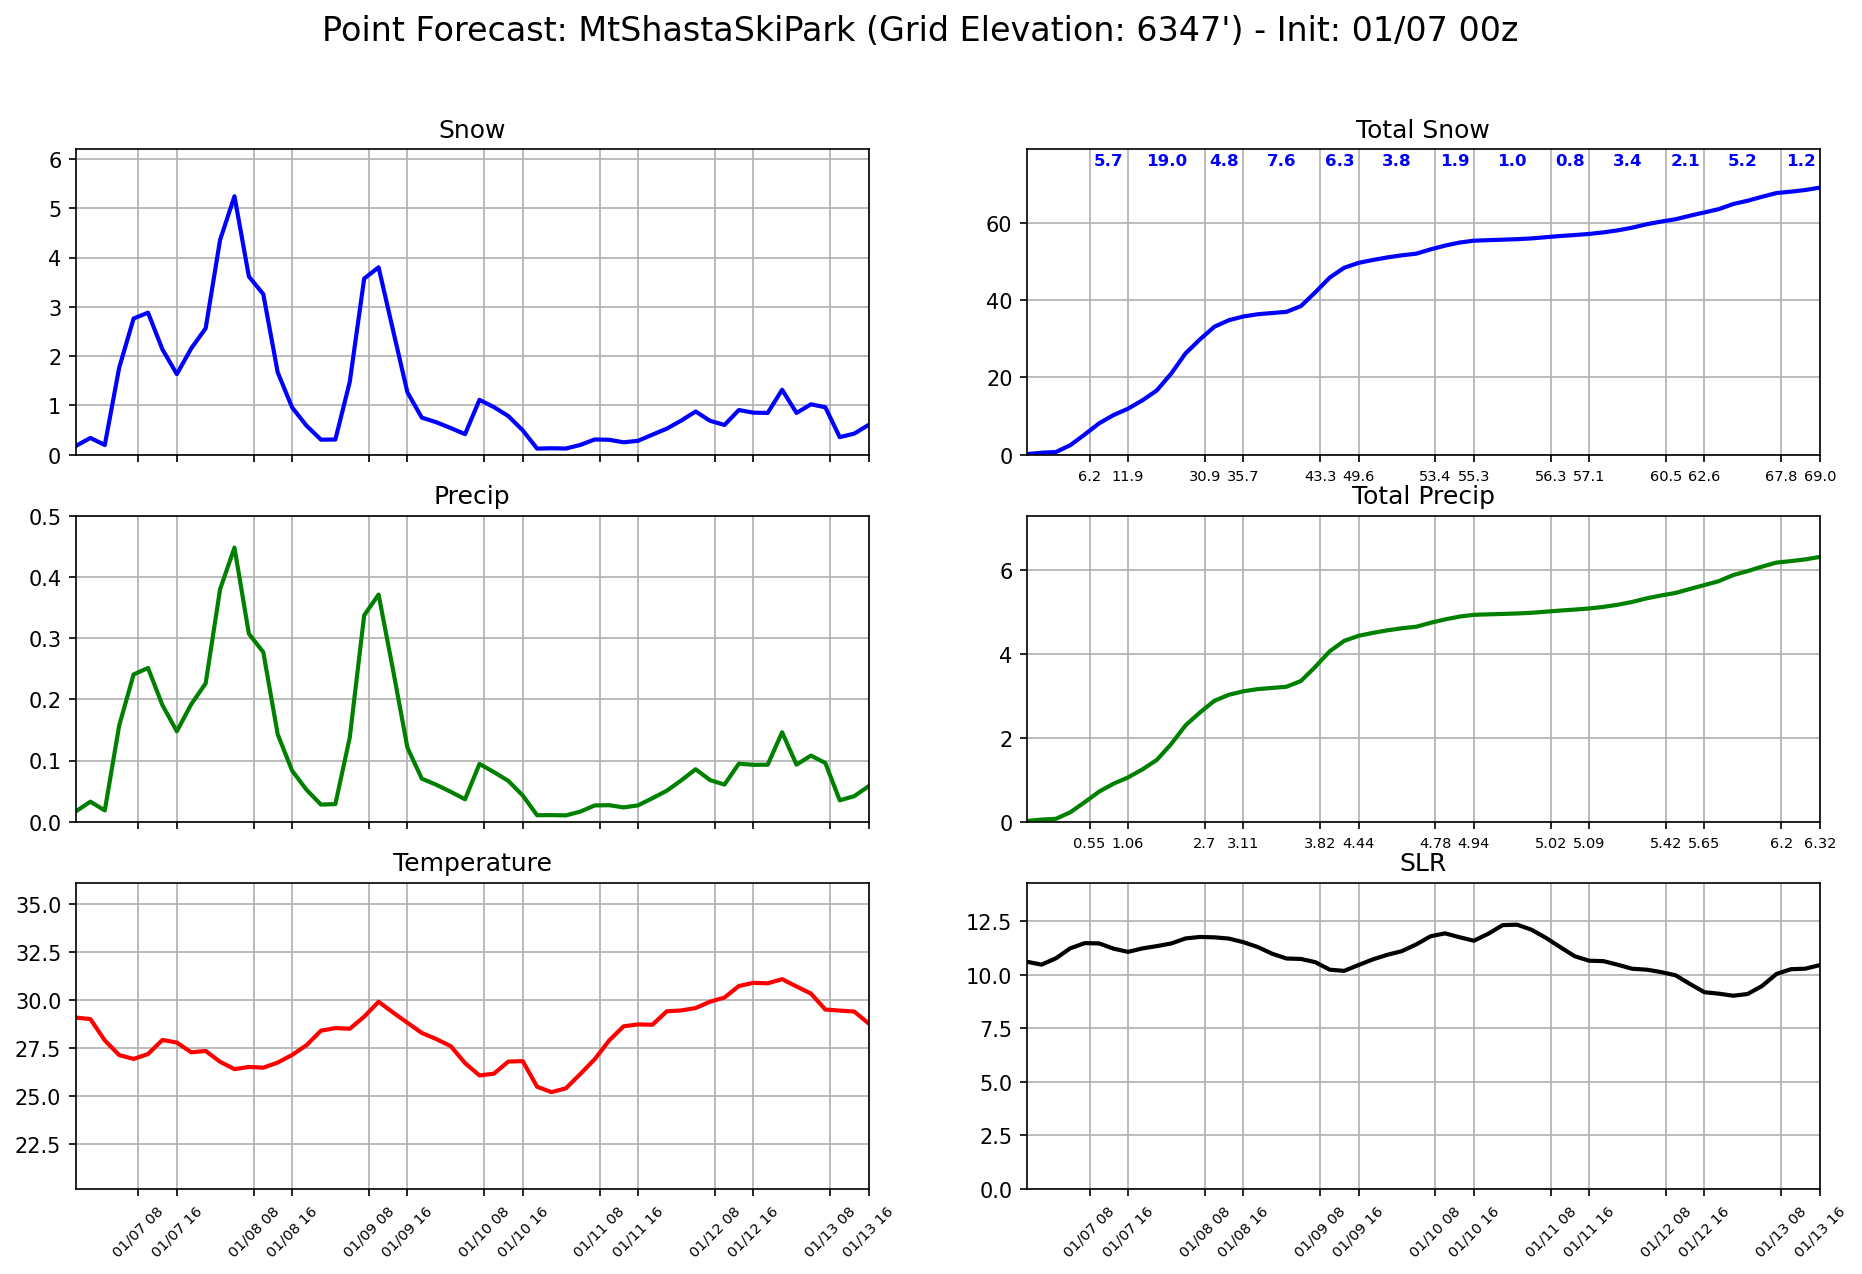 Point Forecast: MtShastaSkiPark (Grid Elevation: 6347') - Init: 01/07 00z
Snow
6
5
4
3
2
1
0
Total Snow
5.7 19.0 4.8 7.6 6.3 3.8 1.9 1.0 0.8 3.4 2.1 5.2 1.2
60
40
20
0
6.2 11.9 30.9 35.7 43.3 49.6 53.4 55.3 56.3 57.1 60.5 62.6 67.8 69.0
Precip
0.5
0.4
0.3
0.2
0.1
0.0
Total Precip
6
4
2
0
0.55 1.06 2.7 3.11 3.82 4.44 4.78 4.94 5.02 5.09 5.42 5.65 6.2 6.32
Temperature
35.0
32.5
30.0
27.5
25.0
22.5
01/07 08 01/07 16 01/08 08 01/08 16 01/09 08 01/09 16 01/10 08 01/10 16 01/11 08 01/11 16 01/12 08 01/12 16 01/13 08 01/13 16
SLR
12.5
10.0
7.5
5.0
2.5
0.0
01/07 08 01/07 16 01/08 08 01/08 16 01/09 08 01/09 16 01/10 08 01/10 16 01/11 08 01/11 16 01/12 08 01/12 16 01/13 08 01/13 16